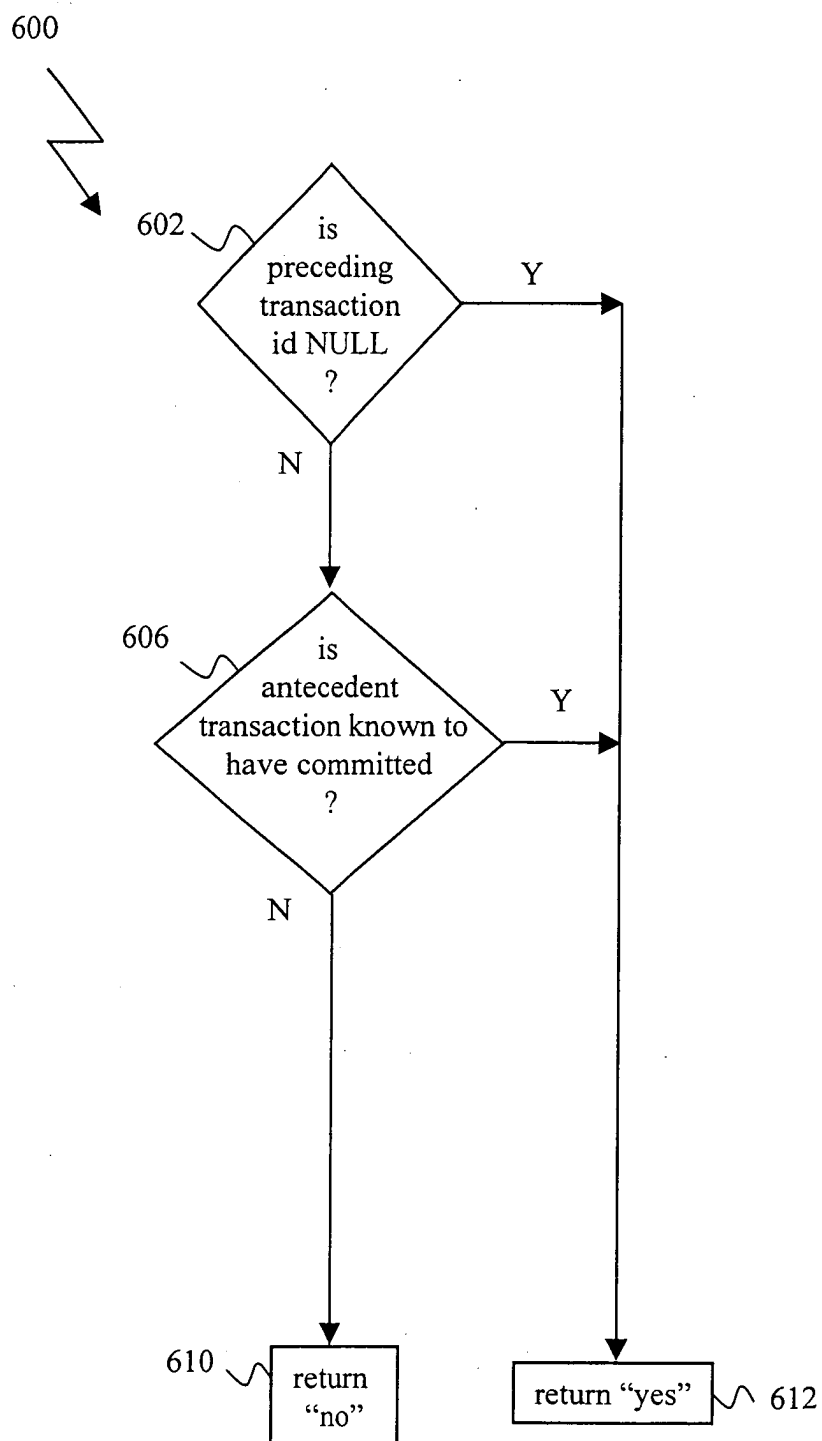 600
602
is
preceding
transaction
id NULL
?
Y
N
606
is
antecedent
transaction known to
have committed
?
Y
N
610
return
“no”
return “yes”
612